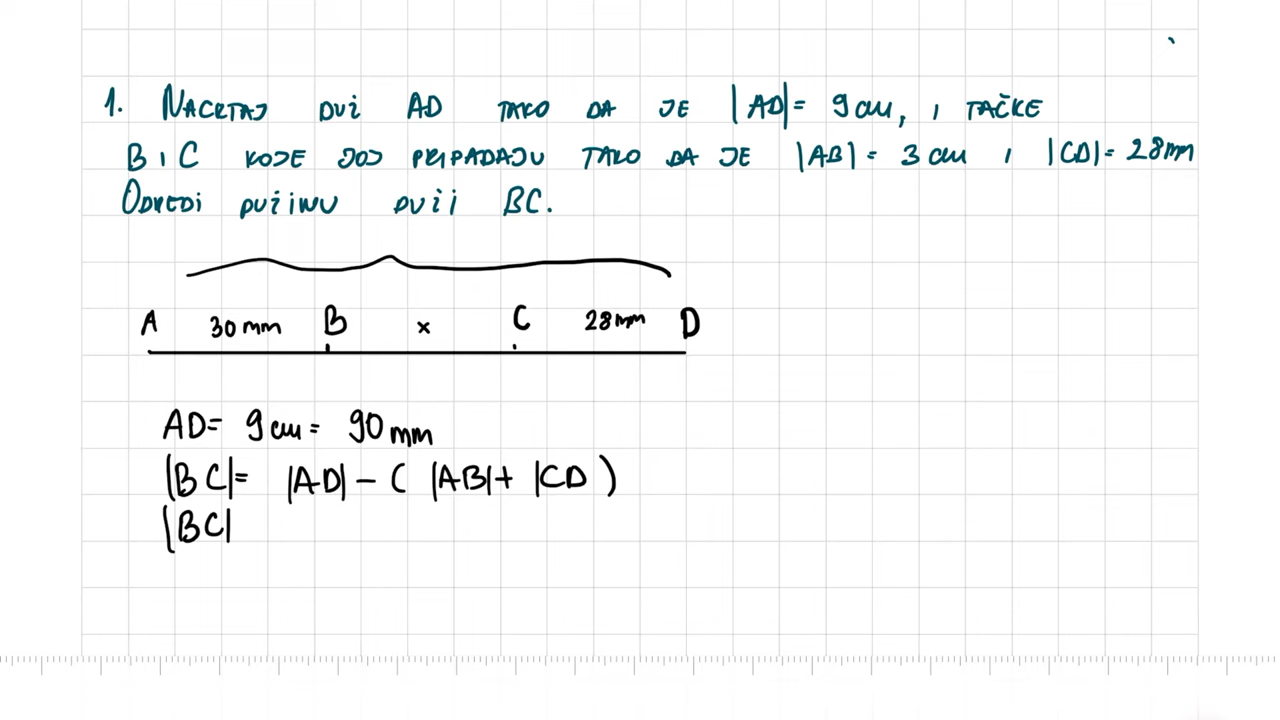 1. NACRTAJ DUŽ AD TAKO DA JE |AD|= 9cm, I TAČKE
B I C KOJE JOJ PRIPADAJU TAKO DA JE |AB|= 3cm I |CD|= 28mm
ODREDI DUŽINU DUŽI BC.
A 30mm B x C 28mm D
AD= 9cm= 90mm
|BC|= |AD|-( |AB|+ |CD )
|BC|